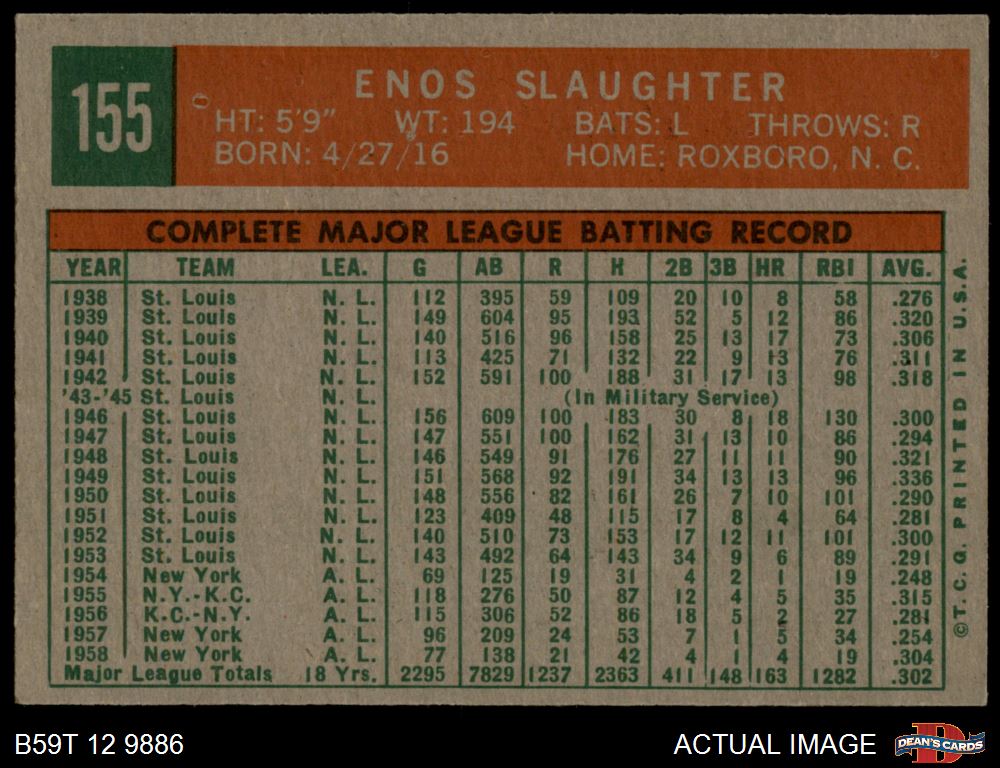 155
ENOS SLAUGHTER
HT: 5'9" WT: 194 BATS: L THROWS: R
BORN: 4/27/16 HOME: ROXBORO, N. C.
COMPLETE MAJOR LEAGUE BATTING RECORD
YEAR TEAM LEA. G AB R H 2B 3B HR RBI AVG.
1938 St. Louis N. L. 112 395 59 109 20 10 8 58 .276
1939 St. Louis N. L. 149 604 95 193 52 5 12 86 .320
1940 St. Louis N. L. 140 516 96 158 25 13 17 73 .306
1941 St. Louis N. L. 113 425 71 132 22 9 13 76 .311
1942 St. Louis N. L. 152 591 100 188 31 17 13 98 .318
'43-'45 St. Louis N. L. (In Military Service)
1946 St. Louis N. L. 156 609 100 183 30 8 18 130 .300
1947 St. Louis N. L. 147 551 100 162 31 13 10 86 .294
1948 St. Louis N. L. 146 549 91 176 27 11 11 90 .321
1949 St. Louis N. L. 151 568 92 191 34 13 13 96 .336
1950 St. Louis N. L. 148 556 82 161 26 7 10 101 .290
1951 St. Louis N. L. 123 409 48 115 17 8 4 64 .281
1952 St. Louis N. L. 140 510 73 153 17 12 11 101 .300
1953 St. Louis N. L. 143 492 64 143 34 9 6 89 .291
1954 New York A. L. 69 125 19 31 4 2 1 19 .248
1955 N.Y.-K.C. A. L. 118 276 50 87 12 4 5 35 .315
1956 K.C.-N.Y. A. L. 115 306 52 86 18 5 2 27 .281
1957 New York A. L. 96 209 24 53 7 1 5 34 .254
1958 New York A. L. 77 138 21 42 4 1 4 19 .304
Major League Totals 18 Yrs. 2295 7829 1237 2363 411 148 163 1282 .302
©T. C. G. PRINTED IN U.S.A.
B59T 12 9886
ACTUAL IMAGE
D
DEAN'S CARDS